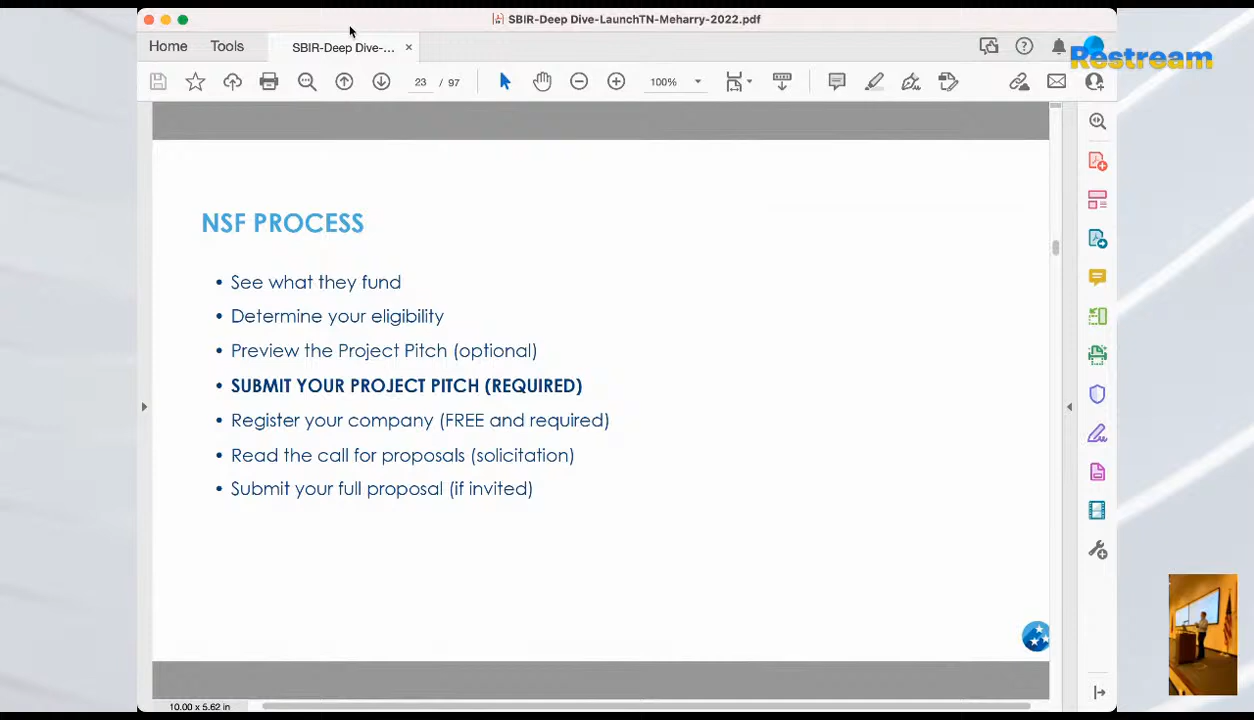 SBIR-Deep Dive-LaunchTN-Meharry-2022.pdf
Home
Tools
SBIR-Deep Dive-...
Restream
23 / 97
100%
NSF PROCESS
• See what they fund
• Determine your eligibility
• Preview the Project Pitch (optional)
• SUBMIT YOUR PROJECT PITCH (REQUIRED)
• Register your company (FREE and required)
• Read the call for proposals (solicitation)
• Submit your full proposal (if invited)
10.00 x 5.62 in